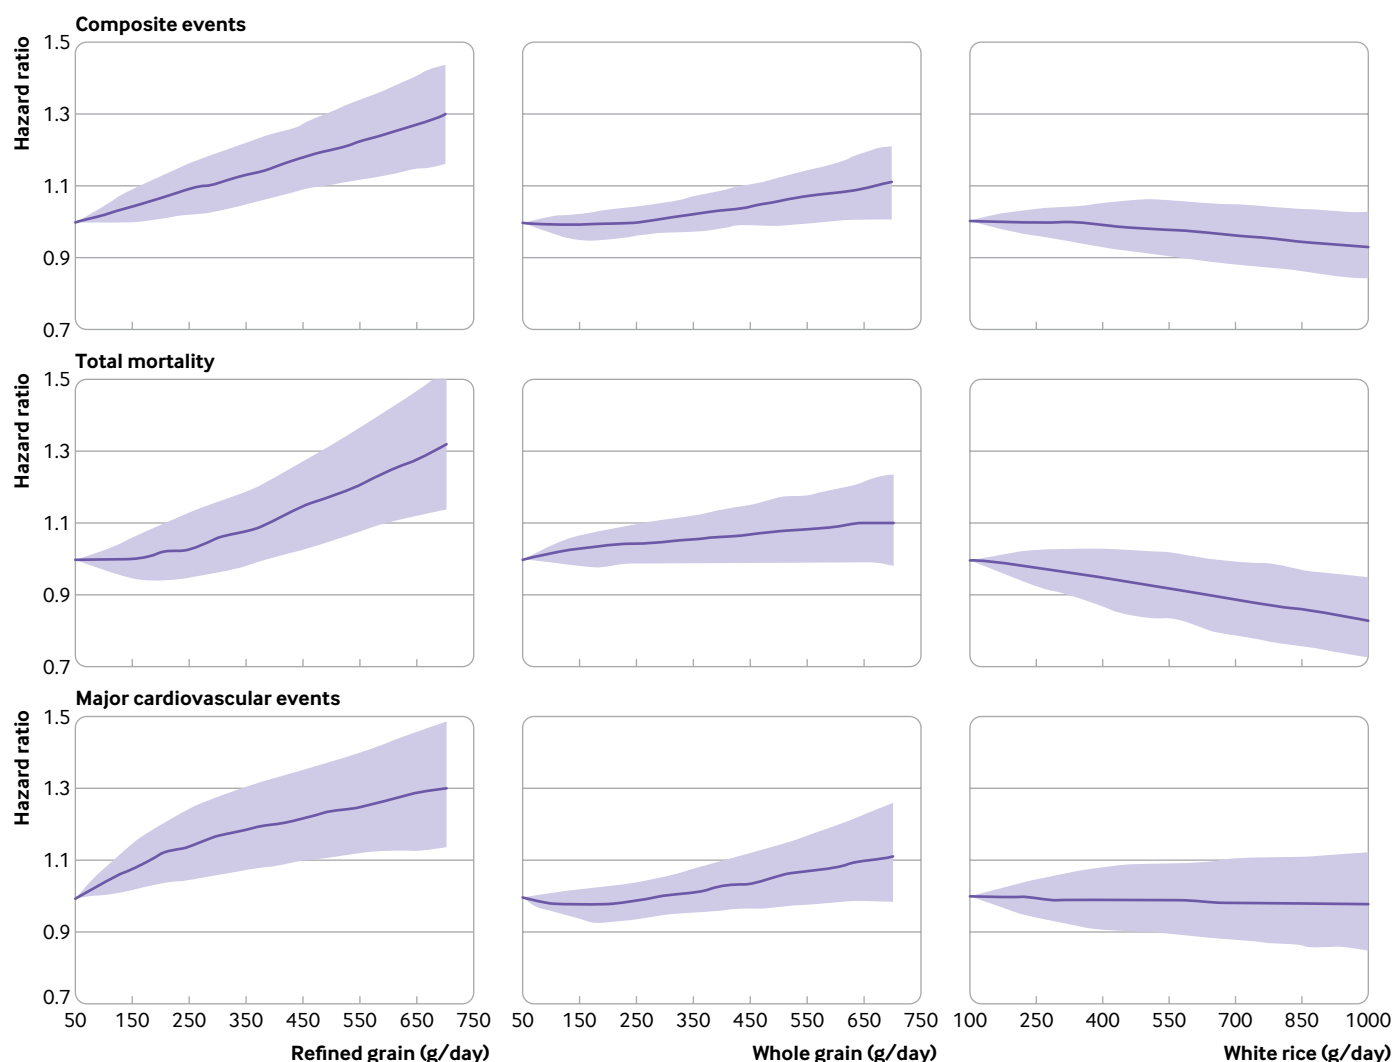 Composite events
Hazard ratio
1.5
1.3
1.1
0.9
0.7
Total mortality
Hazard ratio
1.5
1.3
1.1
0.9
0.7
Major cardiovascular events
Hazard ratio
1.5
1.3
1.1
0.9
0.7
50 150 250 350 450 550 650 750
Refined grain (g/day)
50 150 250 350 450 550 650 750
Whole grain (g/day)
100 250 400 550 700 850 1000
White rice (g/day)